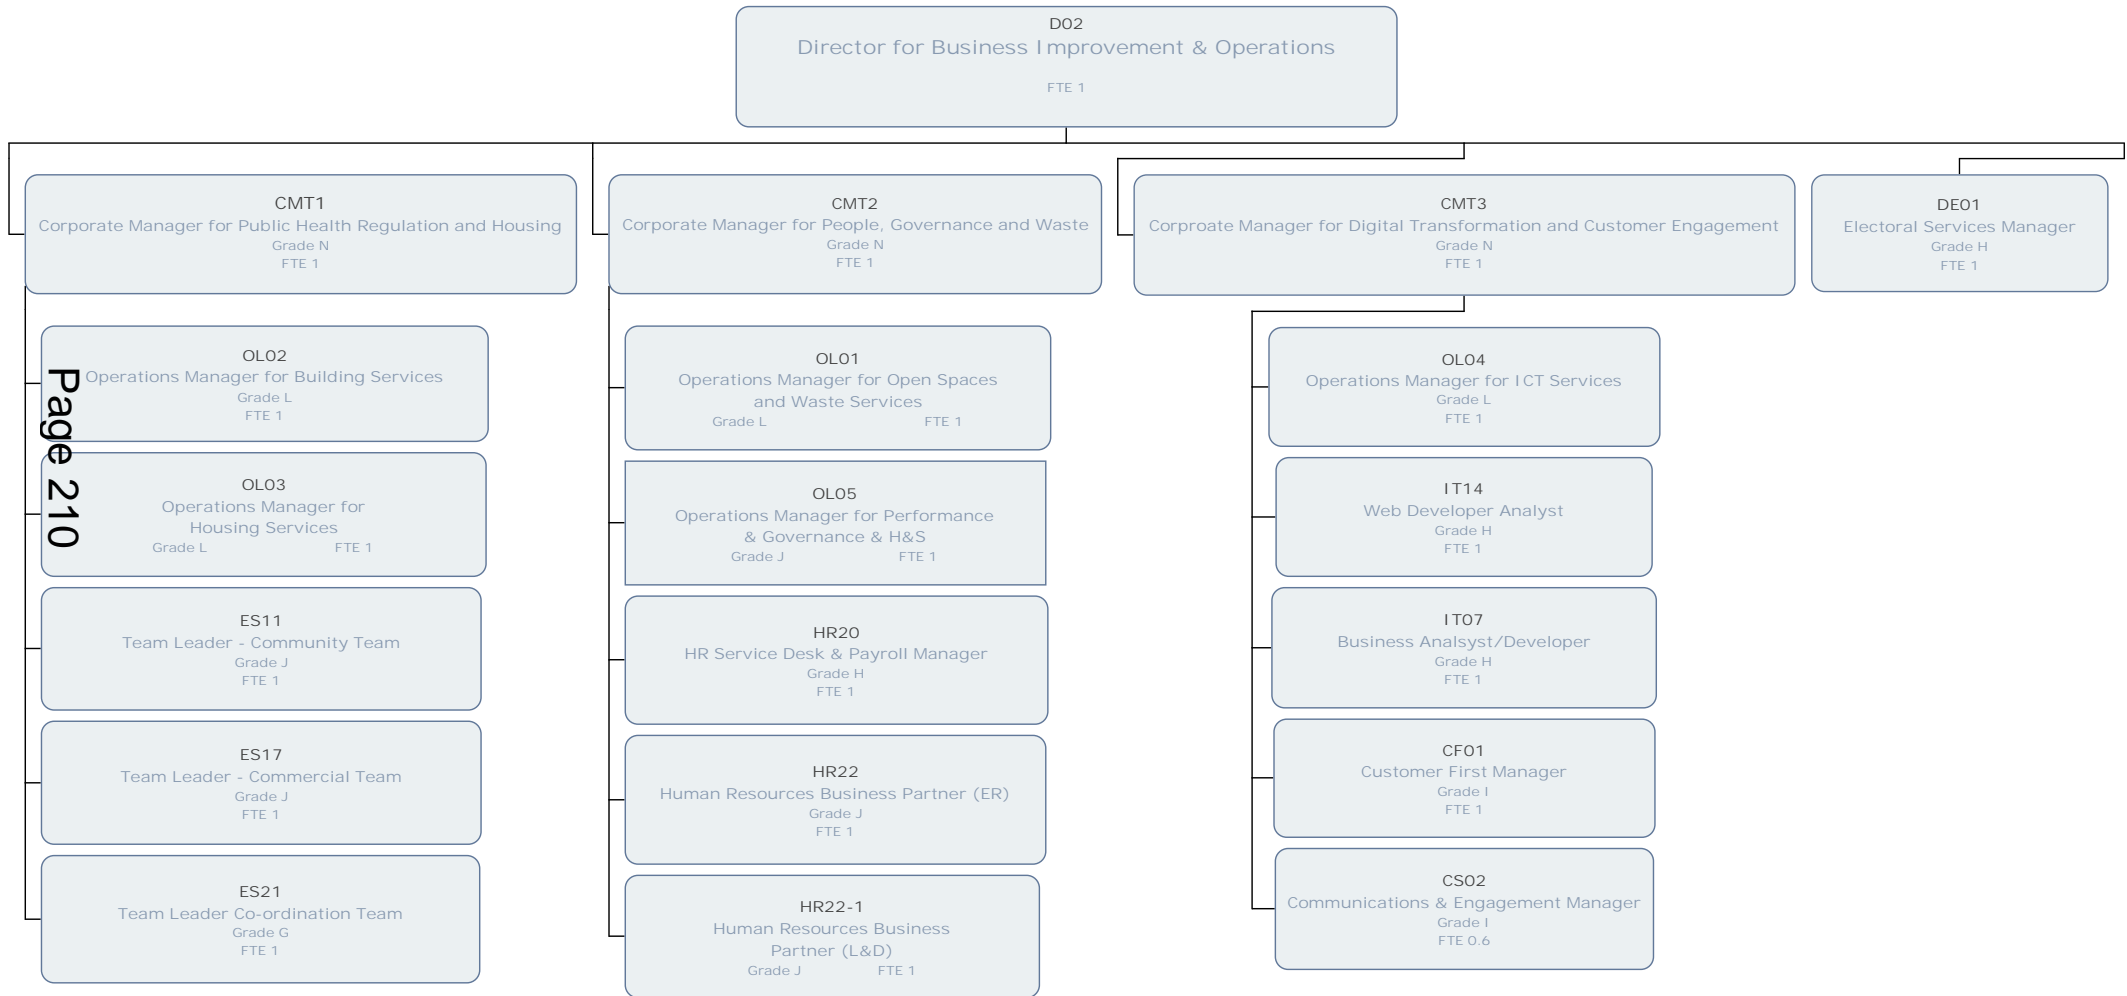 D02
Director for Business Improvement & Operations
FTE 1
CMT1
Corporate Manager for Public Health Regulation and Housing
Grade N
FTE 1
CMT2
Corporate Manager for People, Governance and Waste
Grade N
FTE 1
CMT3
Corproate Manager for Digital Transformation and Customer Engagement
Grade N
FTE 1
DE01
Electoral Services Manager
Grade H
FTE 1
OL02
Operations Manager for Building Services
Grade L
FTE 1
OL03
Operations Manager for
Housing Services
Grade L FTE 1
ES11
Team Leader - Community Team
Grade J
FTE 1
ES17
Team Leader - Commercial Team
Grade J
FTE 1
ES21
Team Leader Co-ordination Team
Grade G
FTE 1
OL01
Operations Manager for Open Spaces
and Waste Services
Grade L FTE 1
OL05
Operations Manager for Performance
& Governance & H&S
Grade J FTE 1
HR20
HR Service Desk & Payroll Manager
Grade H
FTE 1
HR22
Human Resources Business Partner (ER)
Grade J
FTE 1
HR22-1
Human Resources Business
Partner (L&D)
Grade J FTE 1
OL04
Operations Manager for ICT Services
Grade L
FTE 1
IT14
Web Developer Analyst
Grade H
FTE 1
IT07
Business Analsyst/Developer
Grade H
FTE 1
CF01
Customer First Manager
Grade I
FTE 1
CS02
Communications & Engagement Manager
Grade I
FTE 0.6
Page 210